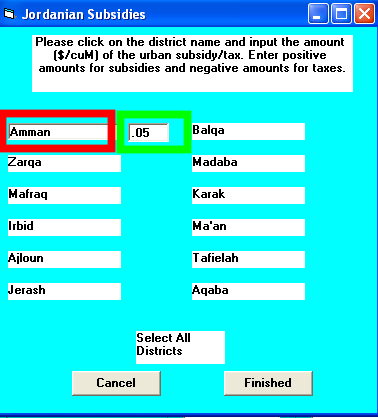 Jordanian Subsidies
Please click on the district name and input the amount
($/cuM) of the urban subsidy/tax. Enter positive
amounts for subsidies and negative amounts for taxes.
Amman .05 Balqa
Zarqa Madaba
Mafraq Karak
Irbid Ma'an
Ajloun Tafielah
Jerash Aqaba
Select All
Districts
Cancel Finished